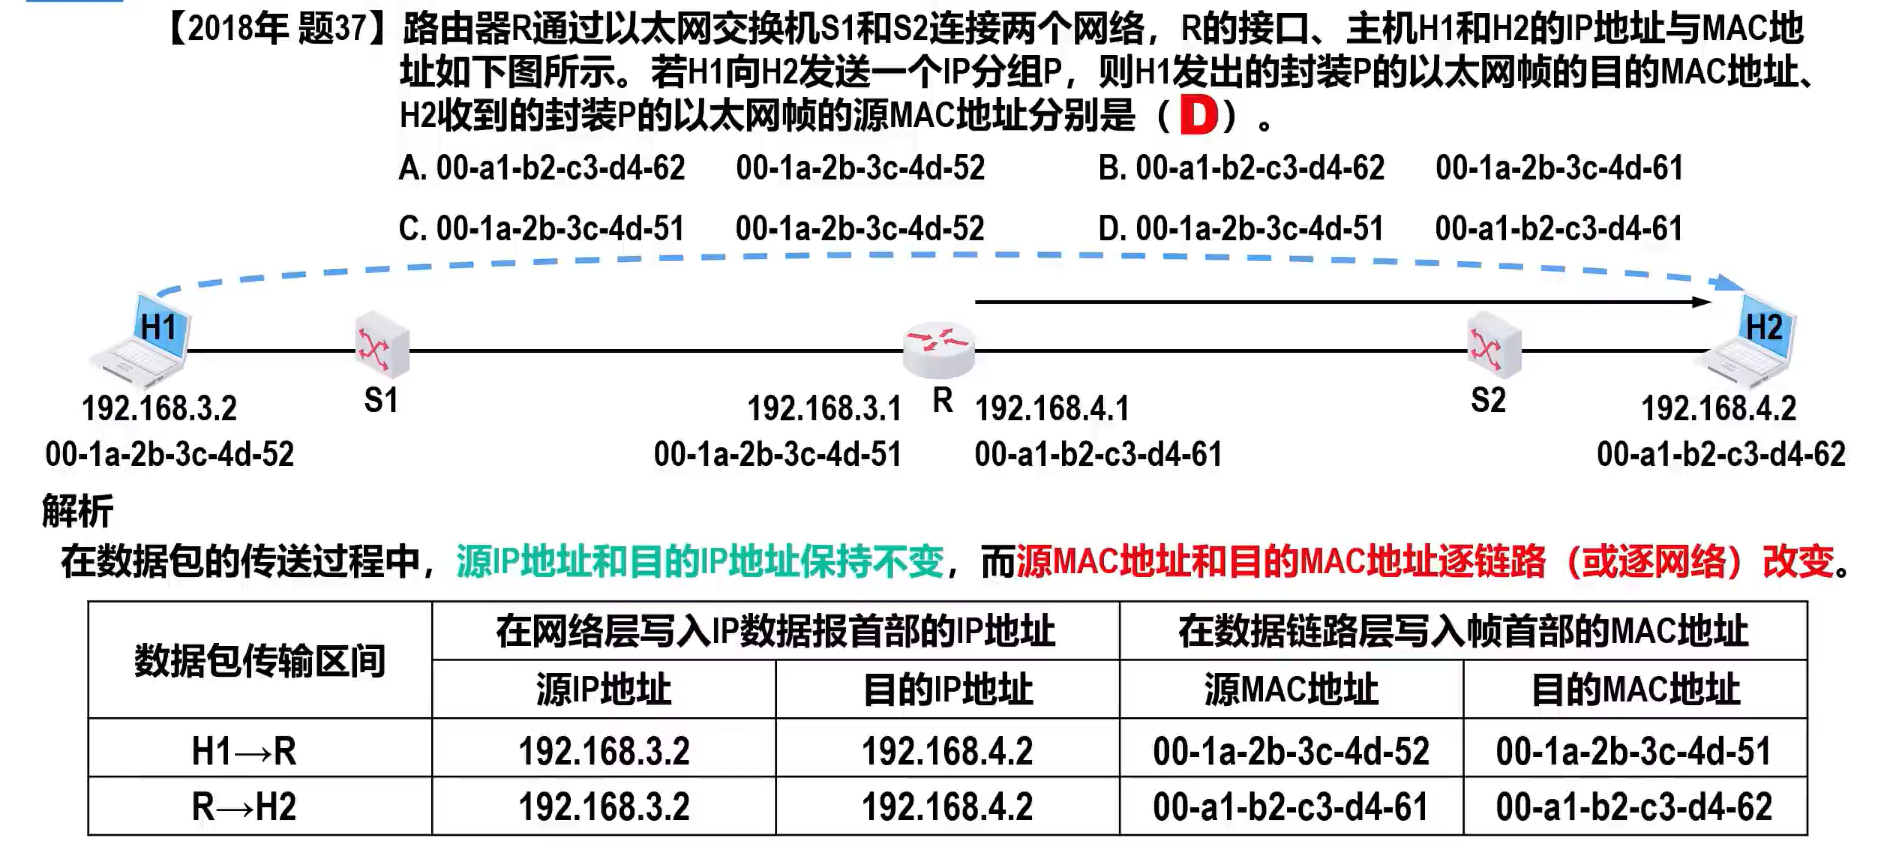 【2018年 题37】路由器R通过以太网交换机S1和S2连接两个网络，R的接口、主机H1和H2的IP地址与MAC地
址如下图所示。若H1向H2发送一个IP分组P，则H1发出的封装P的以太网帧的目的MAC地址、
H2收到的封装P的以太网帧的源MAC地址分别是（D）。
A. 00-a1-b2-c3-d4-62 00-1a-2b-3c-4d-52 B. 00-a1-b2-c3-d4-62 00-1a-2b-3c-4d-61
C. 00-1a-2b-3c-4d-51 00-1a-2b-3c-4d-52 D. 00-1a-2b-3c-4d-51 00-a1-b2-c3-d4-61
H1 H2
S1 R S2
192.168.3.2 192.168.3.1 192.168.4.1 192.168.4.2
00-1a-2b-3c-4d-52 00-1a-2b-3c-4d-51 00-a1-b2-c3-d4-61 00-a1-b2-c3-d4-62
解析
在数据包的传送过程中，源IP地址和目的IP地址保持不变，而源MAC地址和目的MAC地址逐链路（或逐网络）改变。
数据包传输区间 在网络层写入IP数据报首部的IP地址 在数据链路层写入帧首部的MAC地址
源IP地址 目的IP地址 源MAC地址 目的MAC地址
H1→R 192.168.3.2 192.168.4.2 00-1a-2b-3c-4d-52 00-1a-2b-3c-4d-51
R→H2 192.168.3.2 192.168.4.2 00-a1-b2-c3-d4-61 00-a1-b2-c3-d4-62